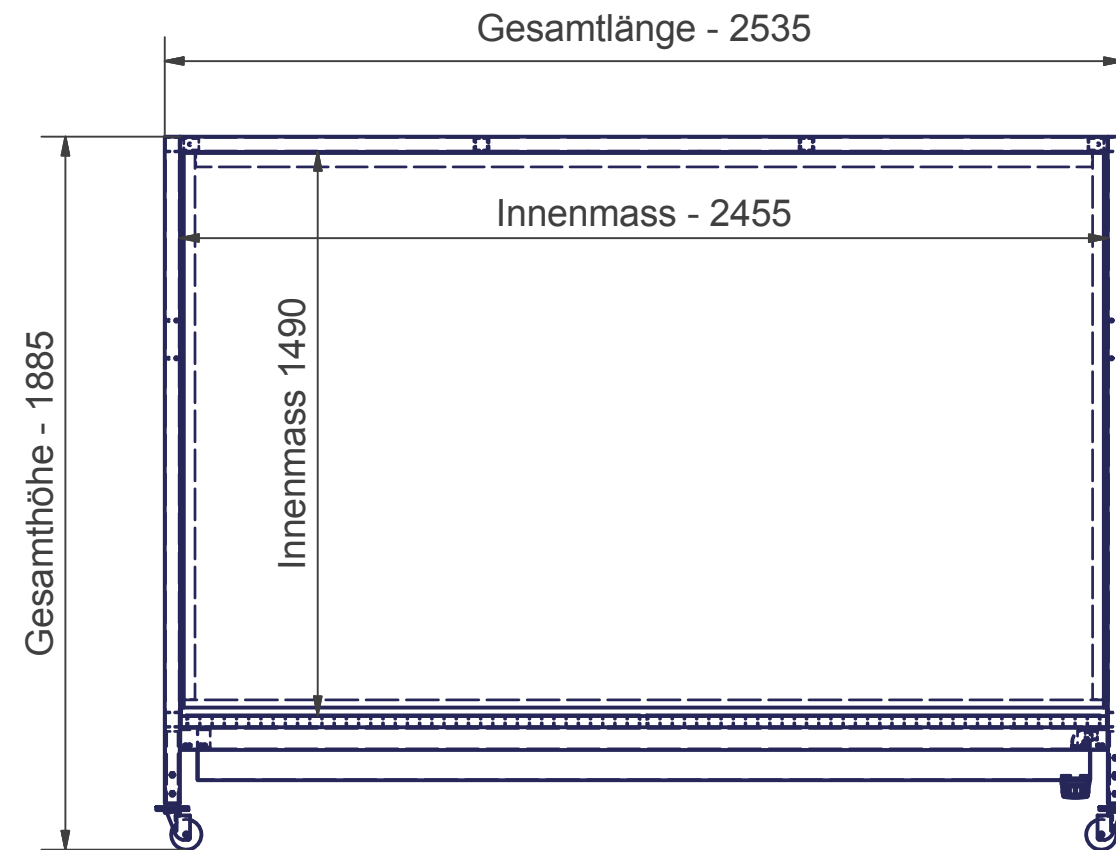 Gesamtlänge - 2535
Innenmass - 2455
Innenmass 1490
Gesamthöhe - 1885